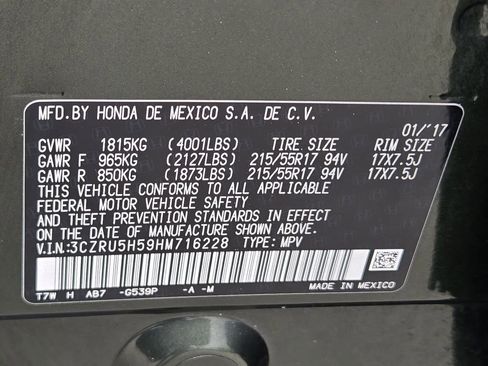 MFD.BY HONDA DE MEXICO S.A. DE C.V.
01/'17
GVWR 1815KG (4001LBS) TIRE SIZE RIM SIZE
GAWR F 965KG (2127LBS) 215/55R17 94V 17X7.5J
GAWR R 850KG (1873LBS) 215/55R17 94V 17X7.5J
THIS VEHICLE CONFORMS TO ALL APPLICABLE
FEDERAL MOTOR VEHICLE SAFETY
AND THEFT PREVENTION STANDARDS IN EFFECT
ON THE DATE OF MANUFACTURE SHOWN ABOVE.
V.I.N:3CZRU5H59HM716228 TYPE: MPV
T7W H AB7 -G539P -A -M
MADE IN MEXICO